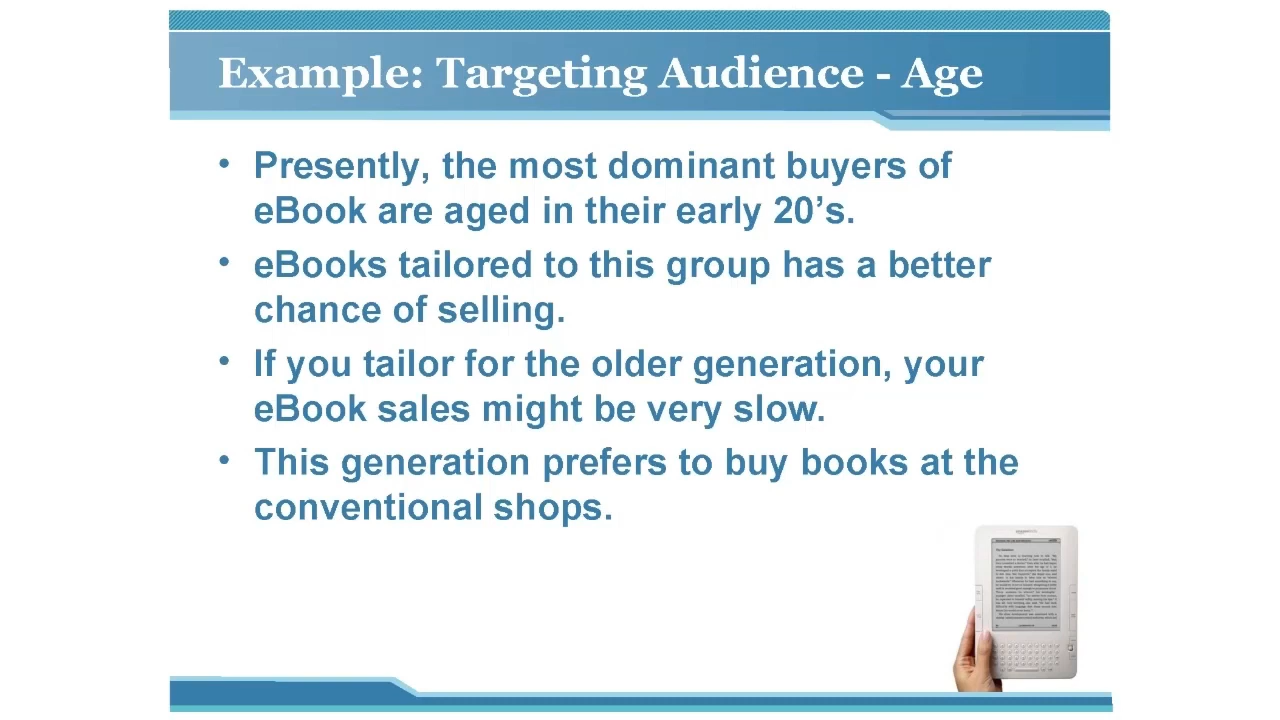 Example: Targeting Audience - Age
• Presently, the most dominant buyers of
eBook are aged in their early 20’s.
• eBooks tailored to this group has a better
chance of selling.
• If you tailor for the older generation, your
eBook sales might be very slow.
• This generation prefers to buy books at the
conventional shops.